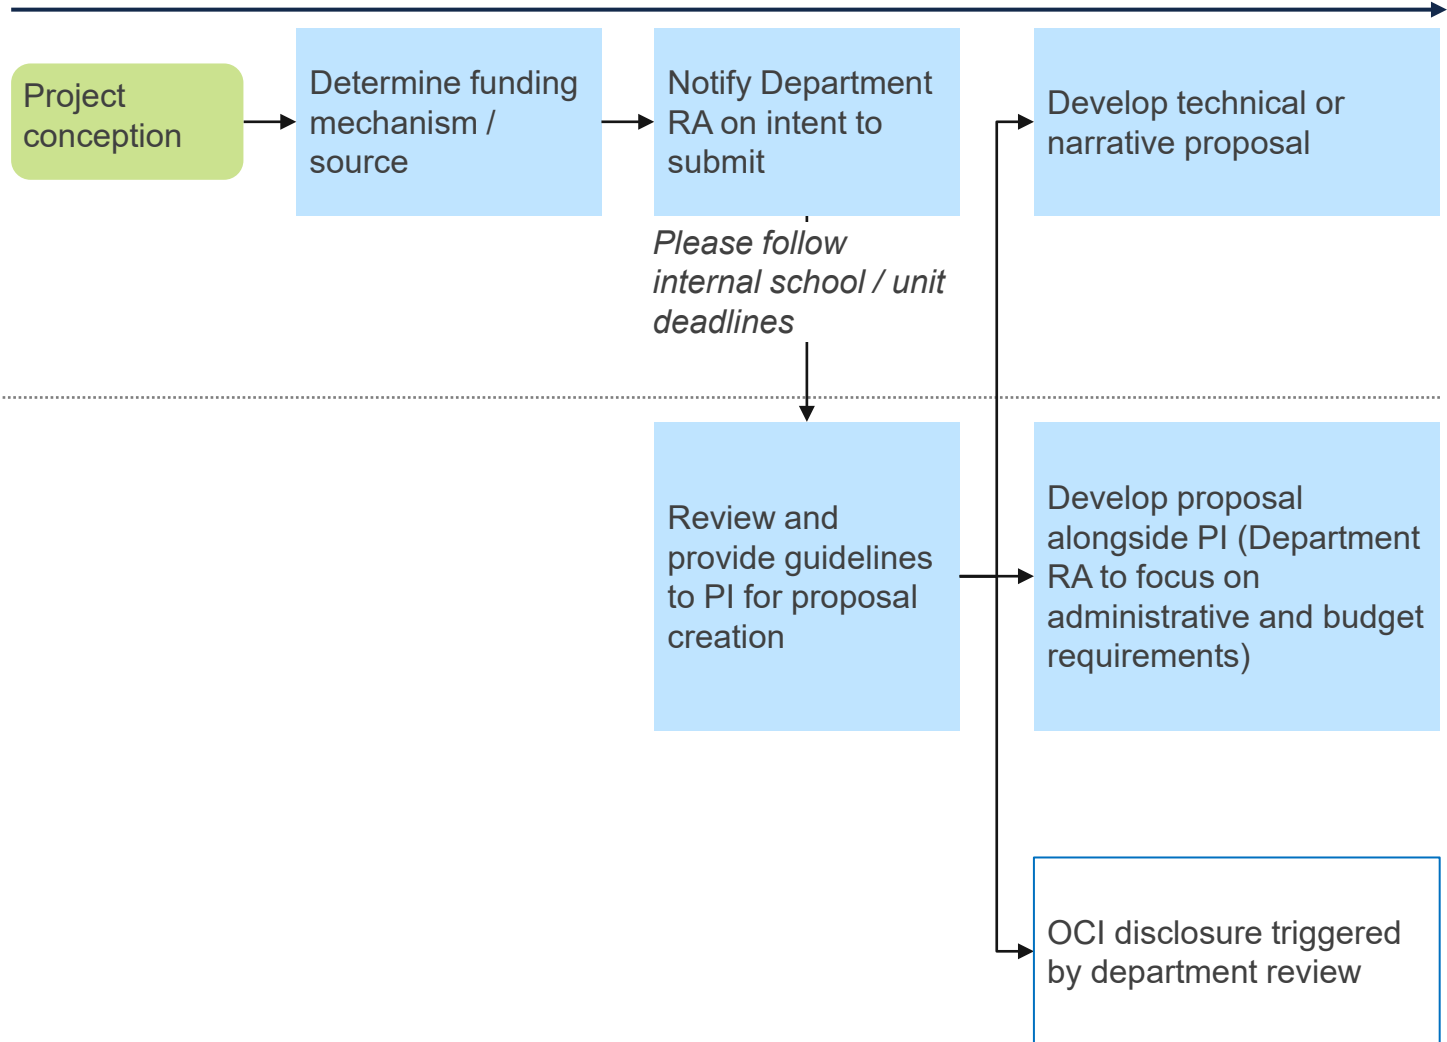 Project
conception
Determine funding
mechanism /
source
Notify Department
RA on intent to
submit
Develop technical or
narrative proposal
Please follow
internal school / unit
deadlines
Review and
provide guidelines
to PI for proposal
creation
Develop proposal
alongside PI (Department
RA to focus on
administrative and budget
requirements)
OCI disclosure triggered
by department review